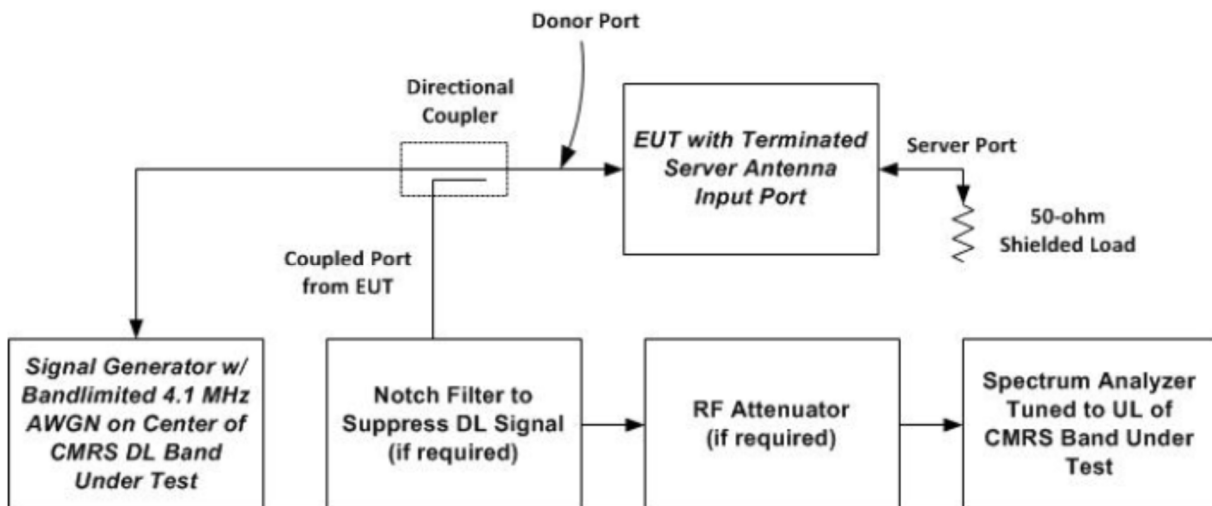 Donor Port
Directional
Coupler
EUT with Terminated
Server Antenna
Input Port
Server Port
50-ohm
Shielded Load
Coupled Port
from EUT
Signal Generator w/
Bandlimited 4.1 MHz
AWGN on Center of
CMRS DL Band
Under Test
Notch Filter to
Suppress DL Signal
(if required)
RF Attenuator
(if required)
Spectrum Analyzer
Tuned to UL of
CMRS Band Under
Test